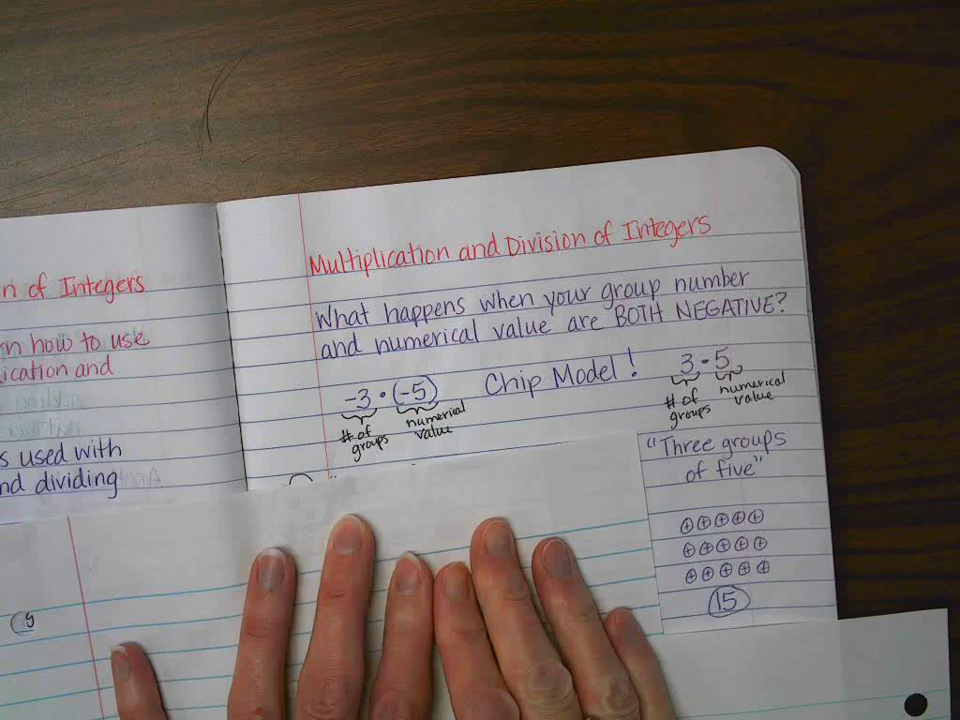 n of Integers
rn how to use
ication and
s used with
nd dividing
Multiplication and Division of Integers
What happens when your group number
and numerical value are BOTH NEGATIVE?
-3 · (-5)
# of groups
numerical value
Chip Model!
3 · 5
# of groups
numerical value
"Three groups
of five"
⊕⊕⊕⊕⊕
⊕⊕⊕⊕⊕
⊕⊕⊕⊕⊕
15